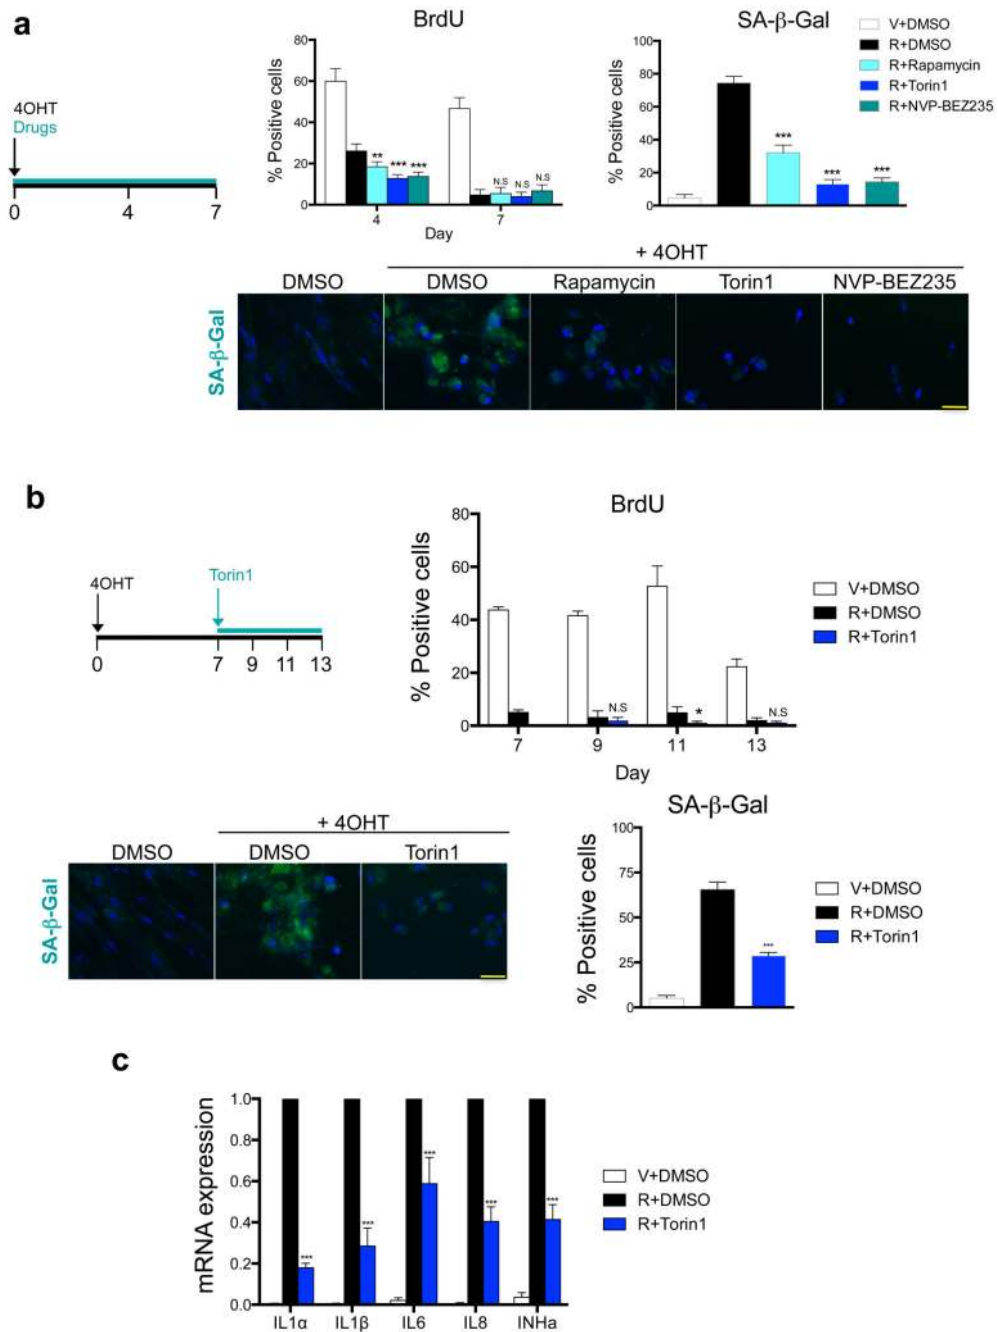 a
BrdU
SA-β-Gal
4OHT
Drugs
0 4 7
% Positive cells
80
60
40
20
0
** *** ***
N.S N.S N.S
4 7
Day
% Positive cells
100
80
60
40
20
0
***
***
***
V+DMSO
R+DMSO
R+Rapamycin
R+Torin1
R+NVP-BEZ235
+ 4OHT
DMSO DMSO Rapamycin Torin1 NVP-BEZ235
SA-β-Gal
b
BrdU
4OHT
Torin1
0 7 9 11 13
% Positive cells
80
60
40
20
0
N.S
*
N.S
7 9 11 13
Day
V+DMSO
R+DMSO
R+Torin1
+ 4OHT
DMSO DMSO Torin1
SA-β-Gal
SA-β-Gal
% Positive cells
100
75
50
25
0
***
V+DMSO
R+DMSO
R+Torin1
c
mRNA expression
1.0
0.8
0.6
0.4
0.2
0.0
***
***
***
***
***
IL1α IL1β IL6 IL8 INHa
V+DMSO
R+DMSO
R+Torin1